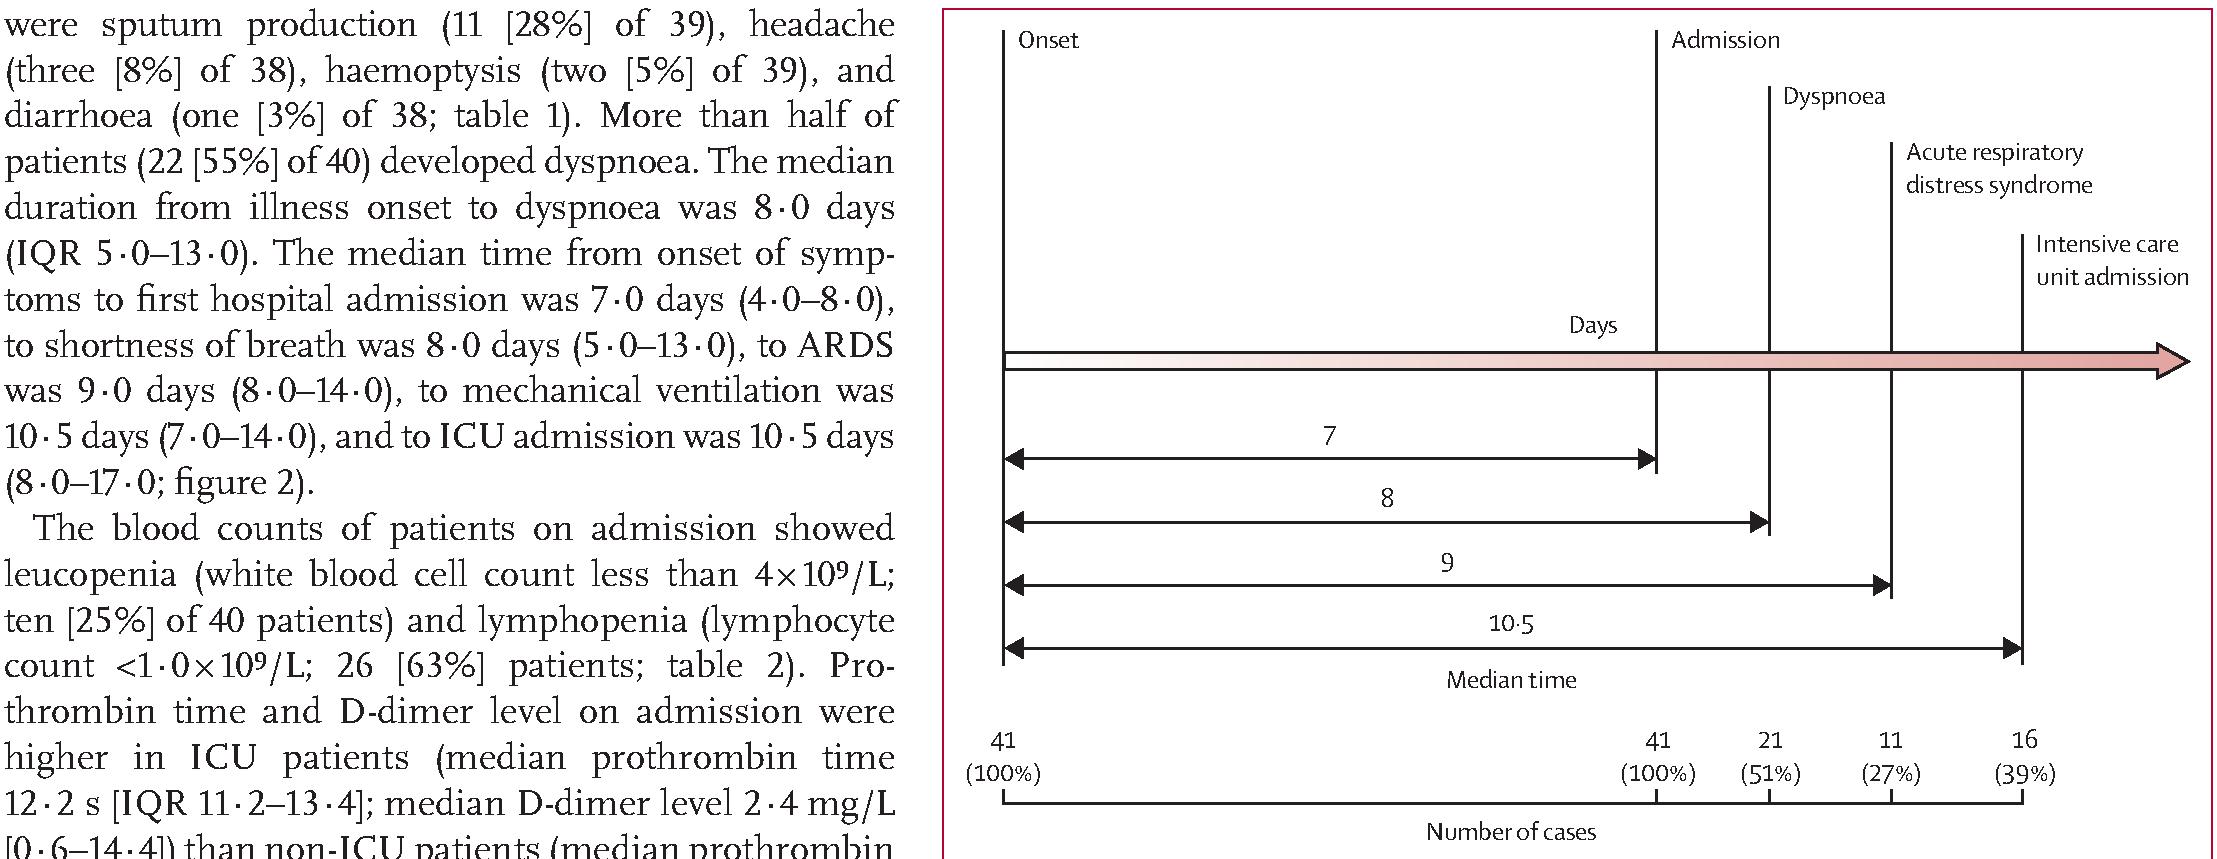 were sputum production (11 [28%] of 39), headache
(three [8%] of 38), haemoptysis (two [5%] of 39), and
diarrhoea (one [3%] of 38; table 1). More than half of
patients (22 [55%] of 40) developed dyspnoea. The median
duration from illness onset to dyspnoea was 8·0 days
(IQR 5·0–13·0). The median time from onset of symp-
toms to first hospital admission was 7·0 days (4·0–8·0),
to shortness of breath was 8·0 days (5·0–13·0), to ARDS
was 9·0 days (8·0–14·0), to mechanical ventilation was
10·5 days (7·0–14·0), and to ICU admission was 10·5 days
(8·0–17·0; figure 2).
The blood counts of patients on admission showed
leucopenia (white blood cell count less than 4×10⁹/L;
ten [25%] of 40 patients) and lymphopenia (lymphocyte
count <1·0×10⁹/L; 26 [63%] patients; table 2). Pro-
thrombin time and D-dimer level on admission were
higher in ICU patients (median prothrombin time
12·2 s [IQR 11·2–13·4]; median D-dimer level 2·4 mg/L
[0·6–14·4]) than non-ICU patients (median prothrombin
Onset
Admission
Dyspnoea
Acute respiratory
distress syndrome
Intensive care
unit admission
Days
7
8
9
10·5
Median time
41 41 21 11 16
(100%) (100%) (51%) (27%) (39%)
Number of cases